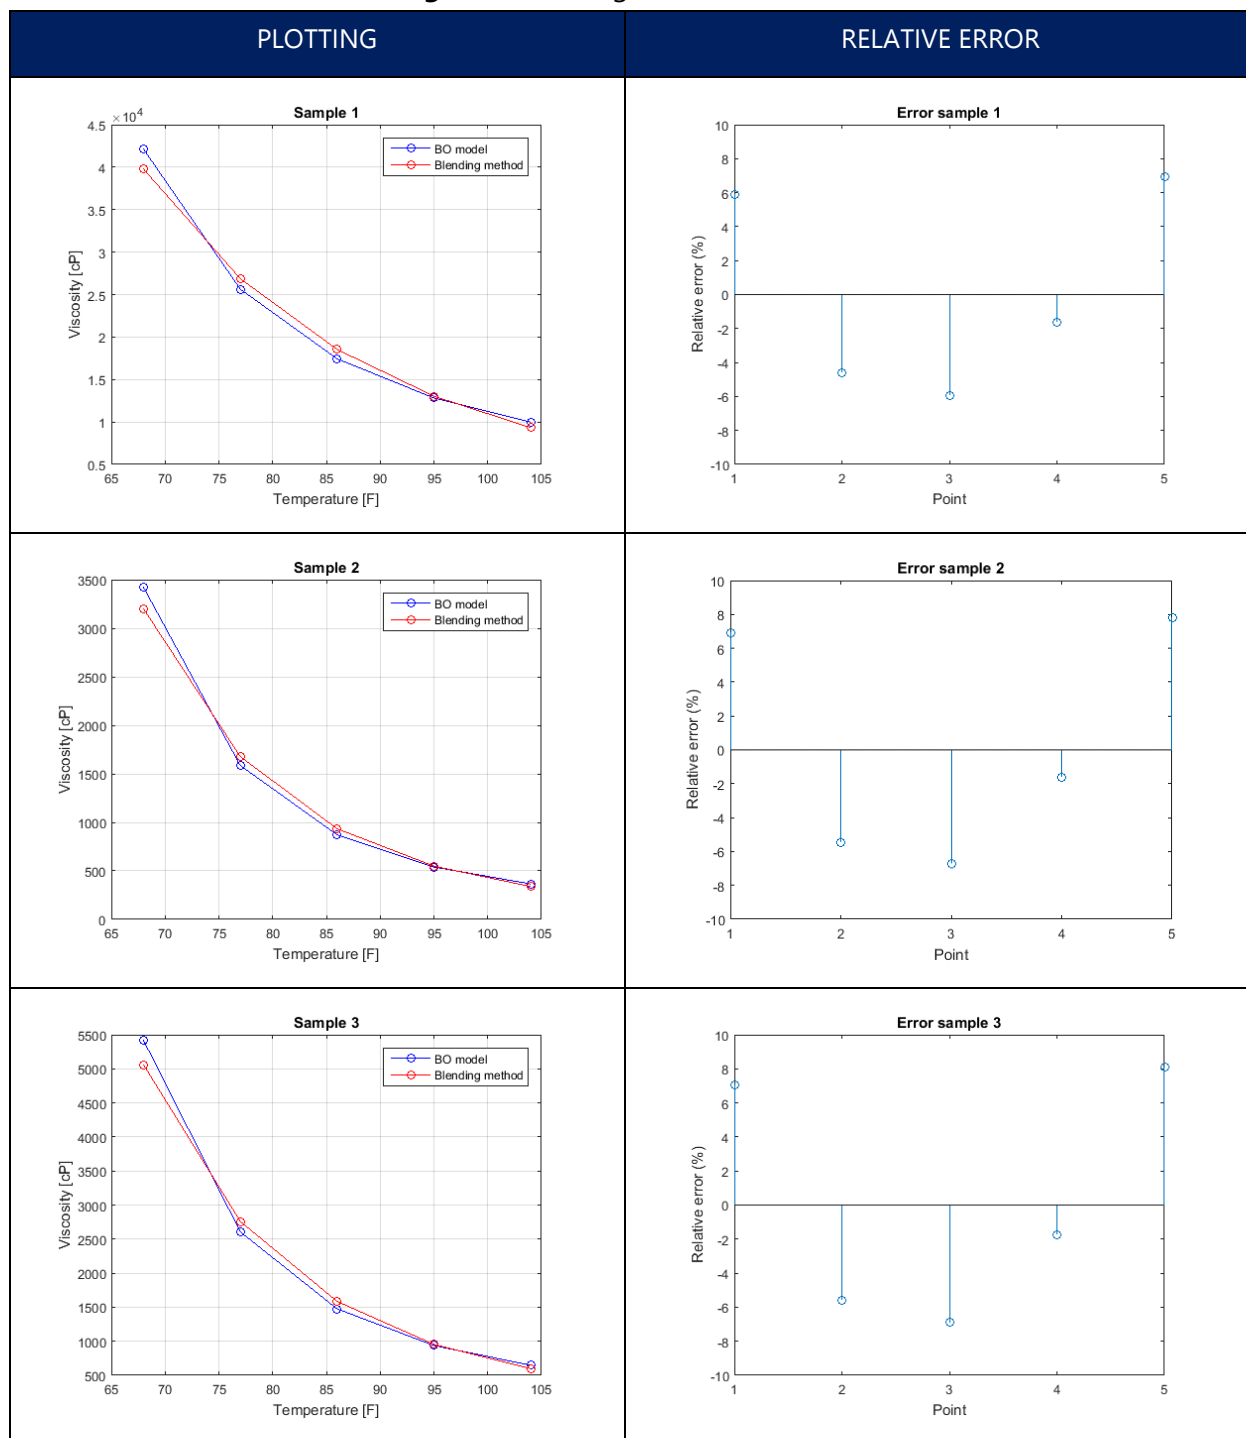 PLOTTING
RELATIVE ERROR
Sample 1
×10⁴
4.5
4
3.5
3
2.5
2
1.5
1
0.5
65 70 75 80 85 90 95 100 105
Viscosity [cP]
Temperature [F]
BO model
Blending method
Error sample 1
10
8
6
4
2
0
-2
-4
-6
-8
-10
1 2 3 4 5
Relative error (%)
Point
Sample 2
3500
3000
2500
2000
1500
1000
500
0
65 70 75 80 85 90 95 100 105
Viscosity [cP]
Temperature [F]
BO model
Blending method
Error sample 2
10
8
6
4
2
0
-2
-4
-6
-8
-10
1 2 3 4 5
Relative error (%)
Point
Sample 3
5500
5000
4500
4000
3500
3000
2500
2000
1500
1000
500
65 70 75 80 85 90 95 100 105
Viscosity [cP]
Temperature [F]
BO model
Blending method
Error sample 3
10
8
6
4
2
0
-2
-4
-6
-8
-10
1 2 3 4 5
Relative error (%)
Point